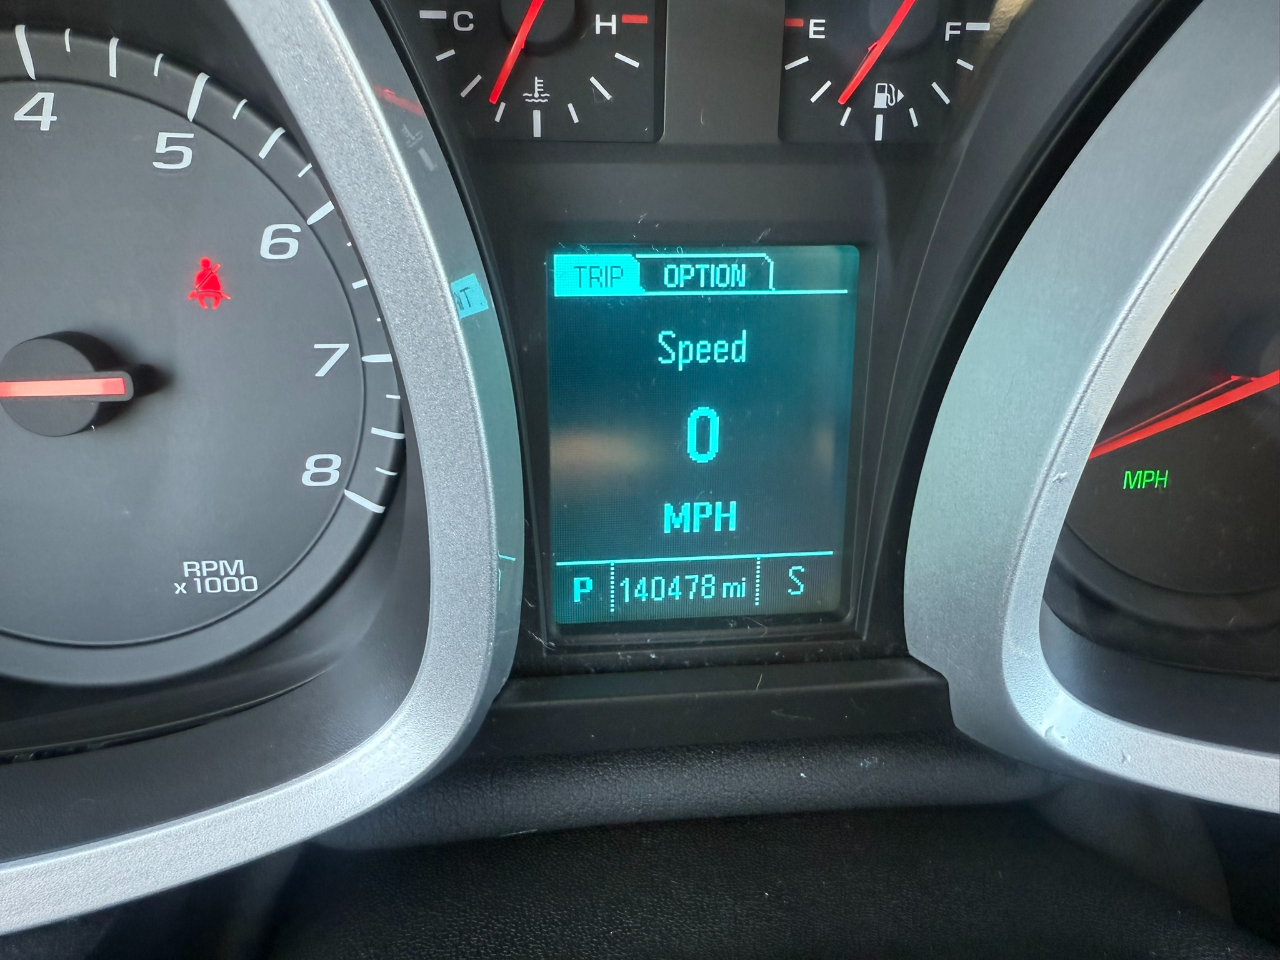 C H
E F
4
5
6
7
8
RPM
x1000
TRIP OPTION
Speed
0
MPH
P 140478 mi S
MPH